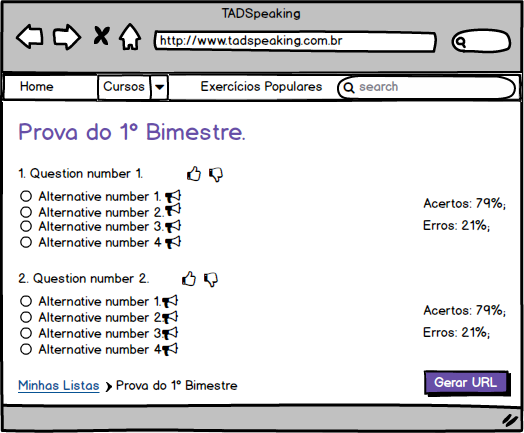 TADSpeaking
http://www.tadspeaking.com.br
Home Cursos Exercícios Populares search
Prova do 1° Bimestre.
1. Question number 1.
Alternative number 1.
Alternative number 2.
Alternative number 3.
Alternative number 4
Acertos: 79%;
Erros: 21%;
2. Question number 2.
Alternative number 1.
Alternative number 2
Alternative number 3
Alternative number 4
Acertos: 79%;
Erros: 21%;
Minhas Listas Prova do 1° Bimestre
Gerar URL